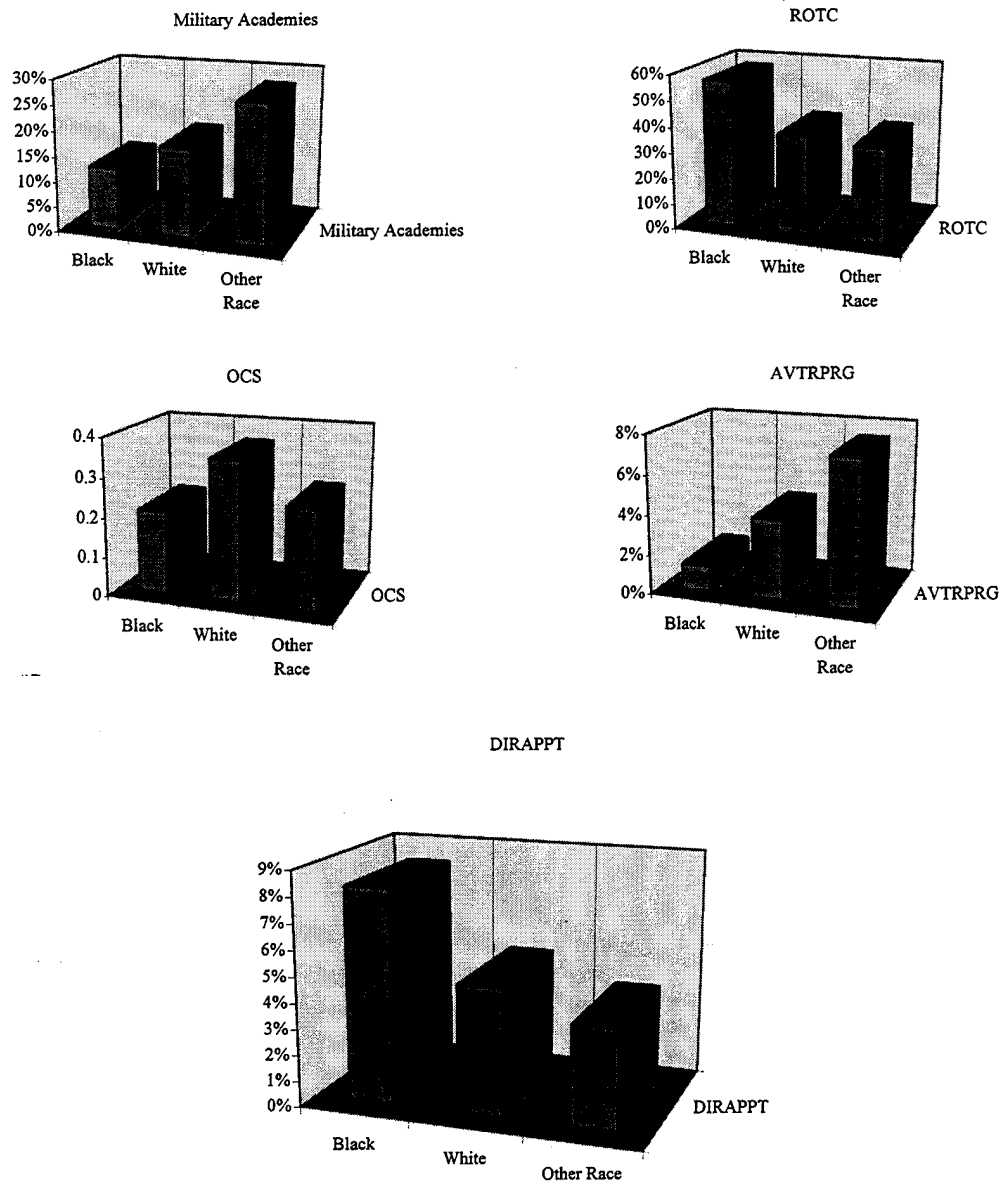 Military Academies
30%
25%
20%
15%
10%
5%
0%
Black
White
Other
Race
Military Academies
ROTC
60%
50%
40%
30%
20%
10%
0%
Black
White
Other
Race
ROTC
OCS
0.4
0.3
0.2
0.1
0
Black
White
Other
Race
OCS
AVTRPRG
8%
6%
4%
2%
0%
Black
White
Other
Race
AVTRPRG
DIRAPPT
9%
8%
7%
6%
5%
4%
3%
2%
1%
0%
Black
White
Other Race
DIRAPPT